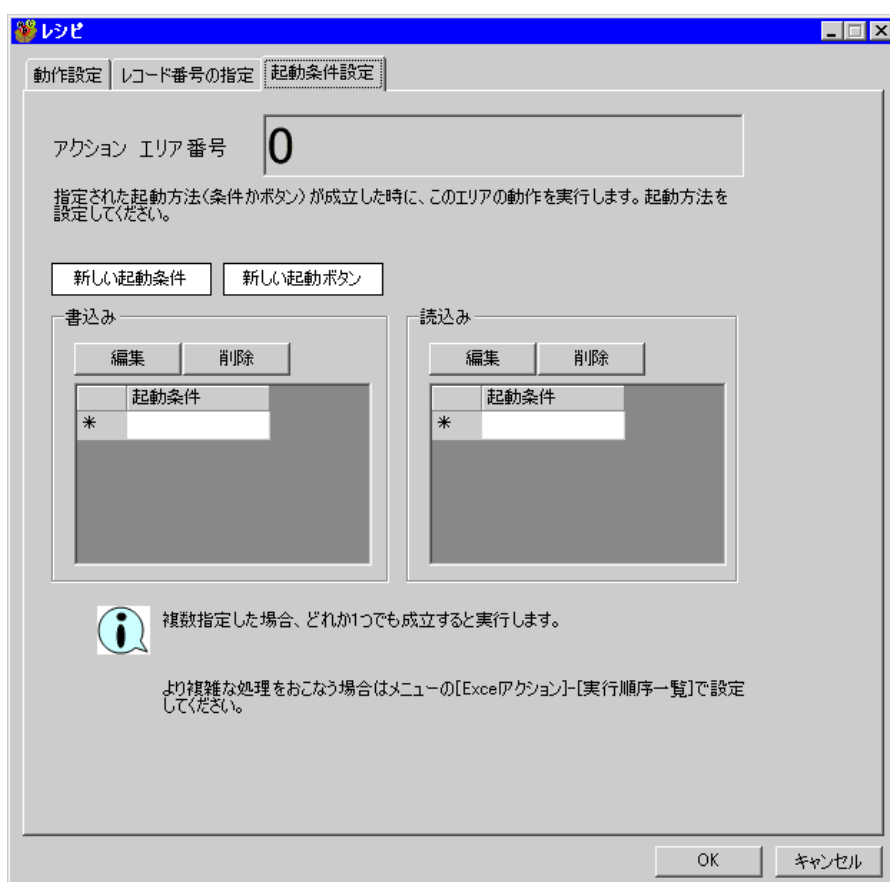 レシピ
動作設定 レコード番号の指定 起動条件設定
アクション エリア番号 0
指定された起動方法(条件かボタン)が成立した時に、このエリアの動作を実行します。起動方法を
設定してください。
新しい起動条件 新しい起動ボタン
書込み 読込み
編集 削除 編集 削除
起動条件 起動条件
* *
複数指定した場合、どれか1つでも成立すると実行します。
より複雑な処理をおこなう場合はメニューの[Excelアクション]-[実行順序一覧]で設定
してください。
OK キャンセル